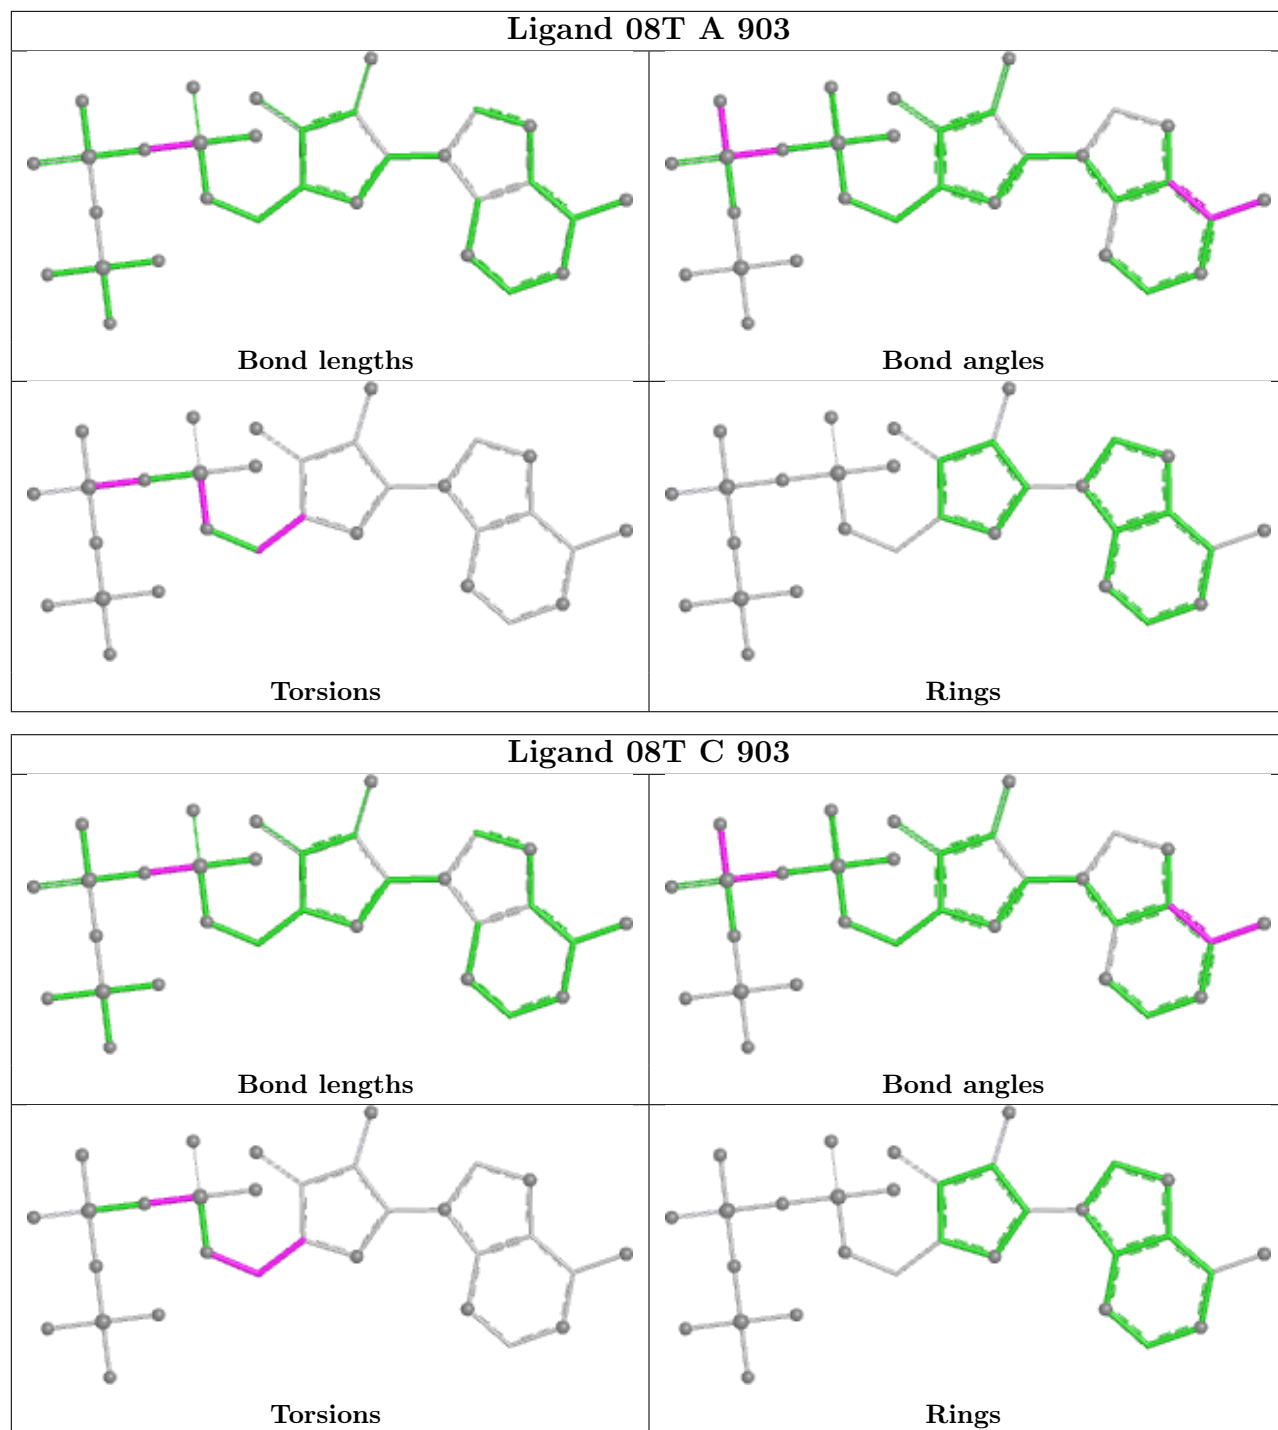 Ligand 08T A 903
Bond lengths
Bond angles
Torsions
Rings
Ligand 08T C 903
Bond lengths
Bond angles
Torsions
Rings